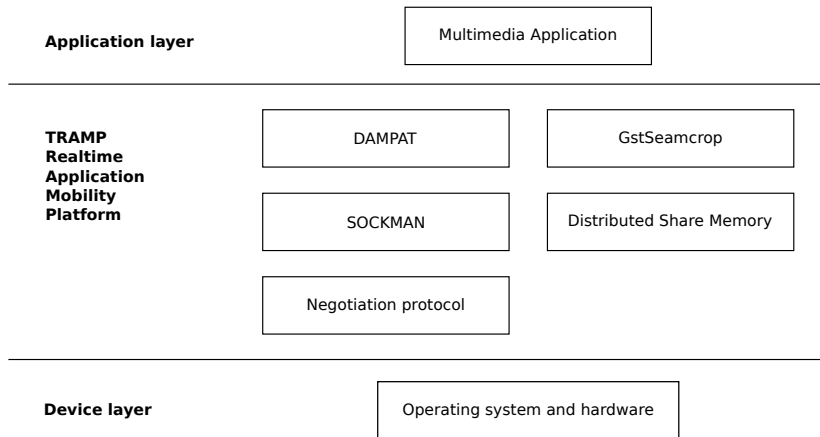 Application layer
Multimedia Application
TRAMP
Realtime
Application
Mobility
Platform
DAMPAT
GstSeamcrop
SOCKMAN
Distributed Share Memory
Negotiation protocol
Device layer
Operating system and hardware